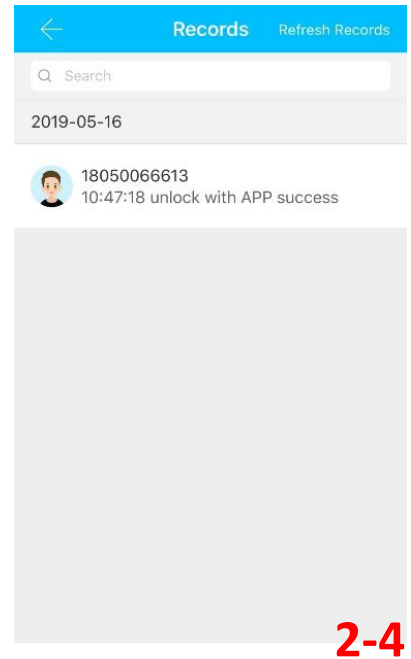 Records Refresh Records
Search
2019-05-16
18050066613
10:47:18 unlock with APP success
2-4